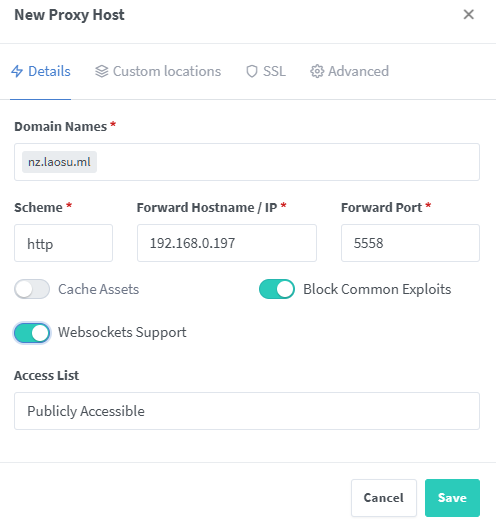 New Proxy Host
Details Custom locations SSL Advanced
Domain Names *
nz.laosu.ml
Scheme * Forward Hostname / IP * Forward Port *
http 192.168.0.197 5558
Cache Assets Block Common Exploits
Websockets Support
Access List
Publicly Accessible
Cancel Save